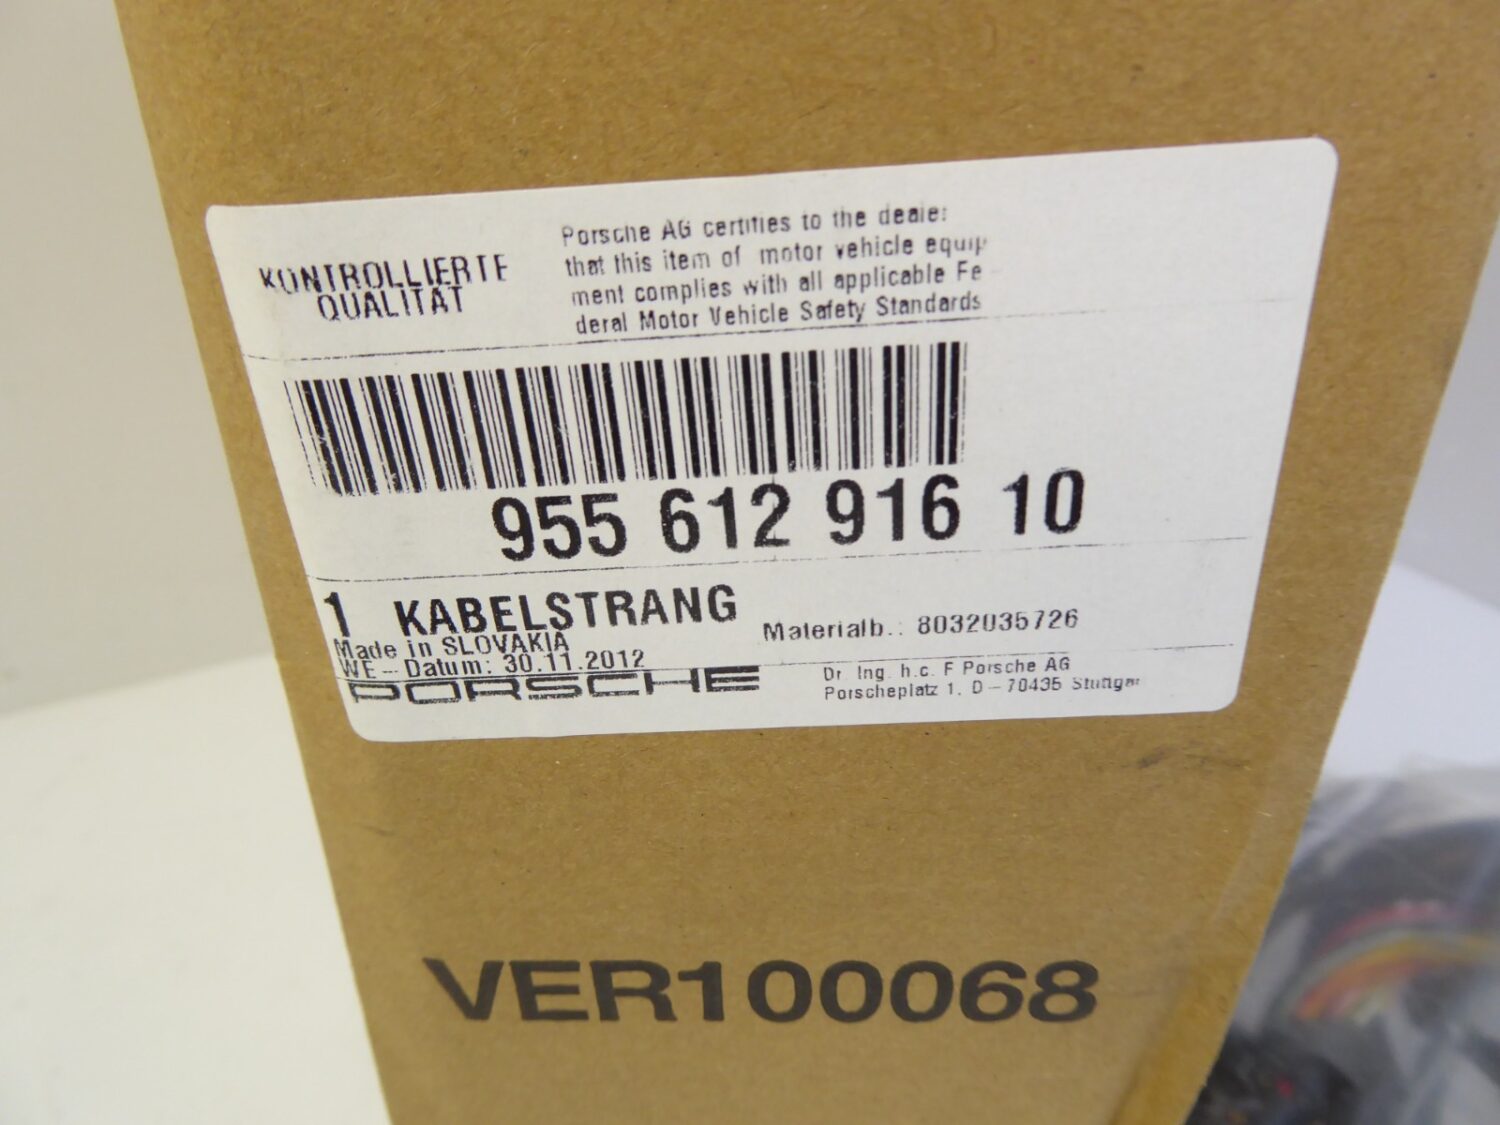 KONTROLLIERTE
QUALITÄT
Porsche AG certifies to the dealer
that this item of motor vehicle equip
ment complies with all applicable Fe
deral Motor Vehicle Safety Standards
955 612 916 10
1 KABELSTRANG
Materialb.: 8032035726
Made in SLOVAKIA
WE-Datum: 30.11.2012
PORSCHE
Dr. Ing. h.c. F Porsche AG
Porscheplatz 1, D-70435 Stuttgar
VER100068